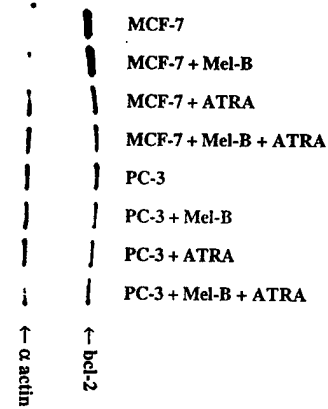 MCF-7
MCF-7 + Mel-B
MCF-7 + ATRA
MCF-7 + Mel-B + ATRA
PC-3
PC-3 + Mel-B
PC-3 + ATRA
PC-3 + Mel-B + ATRA
← bcl-2
← α actin